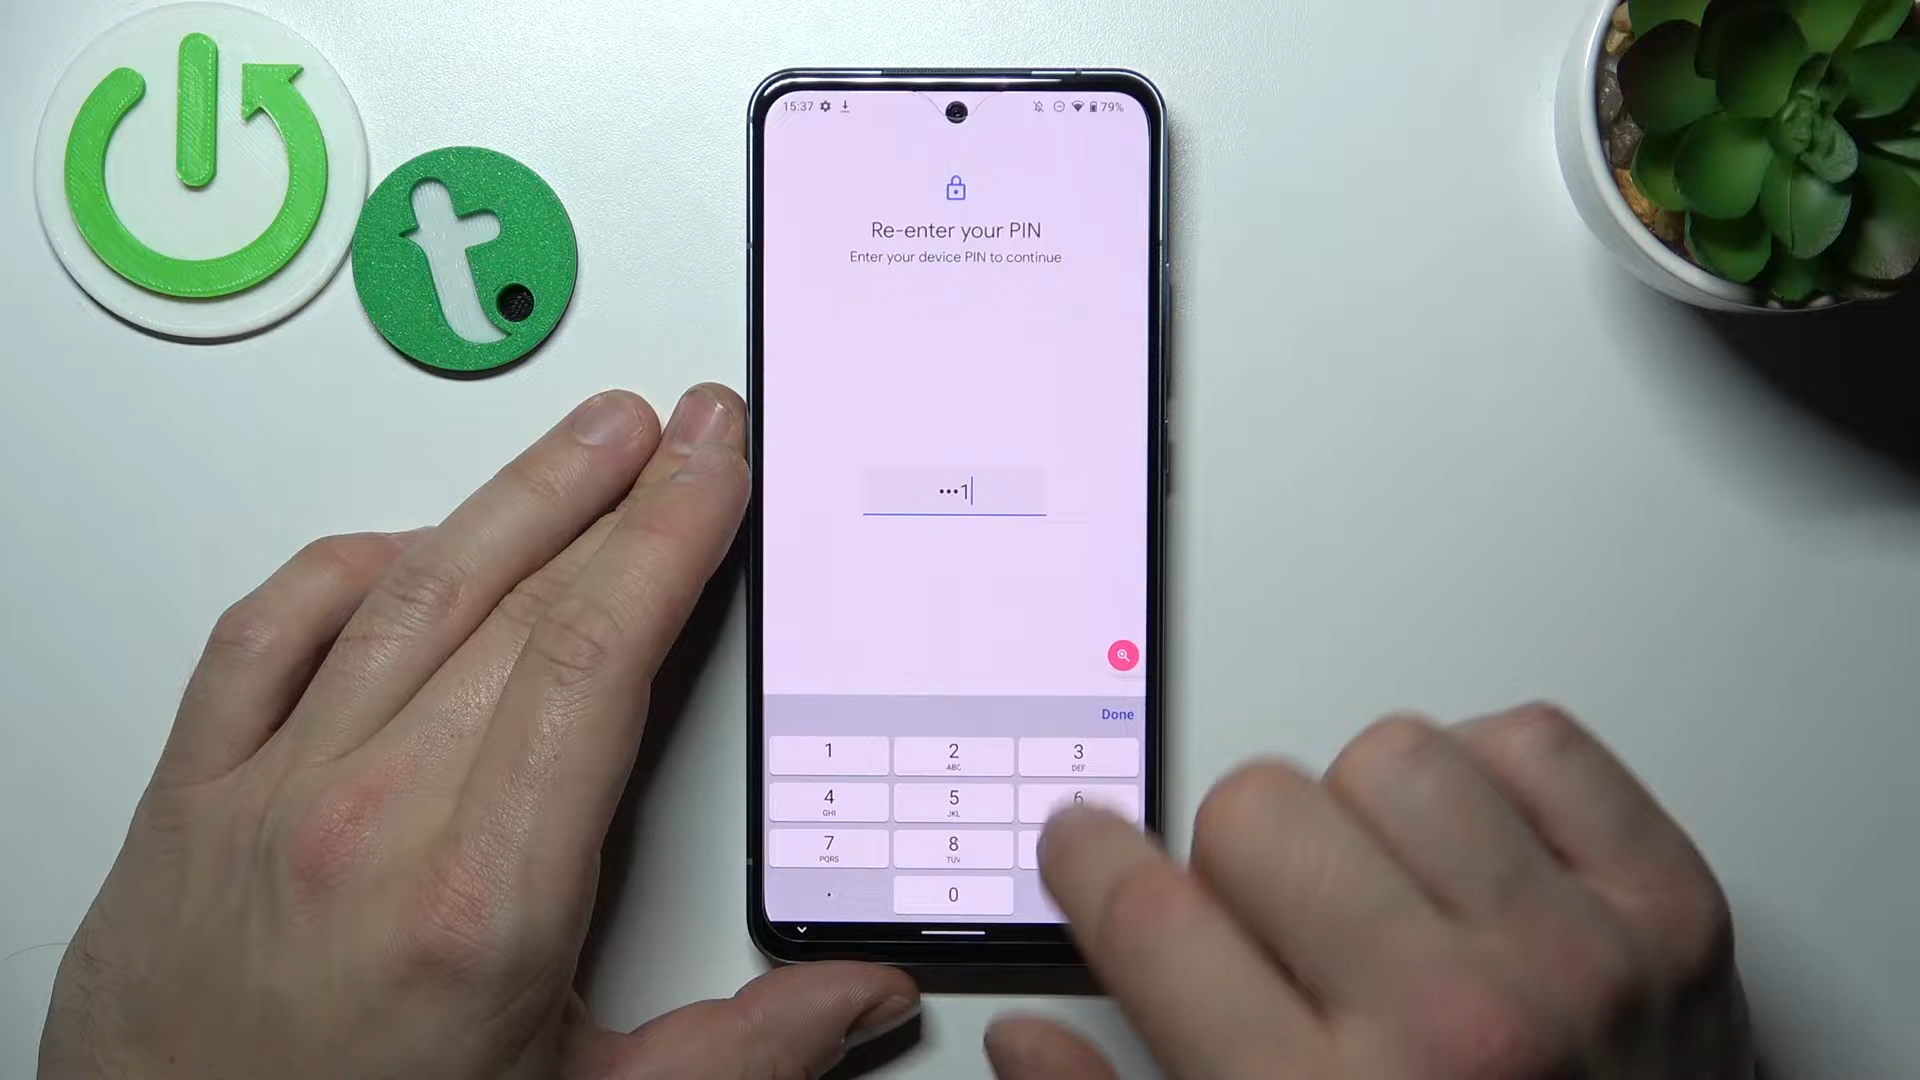 t.
15:37
79%
Re-enter your PIN
Enter your device PIN to continue
•••1
Done
1
2
ABC
3
DEF
4
GHI
5
JKL
6
7
PQRS
8
TUV
.
0